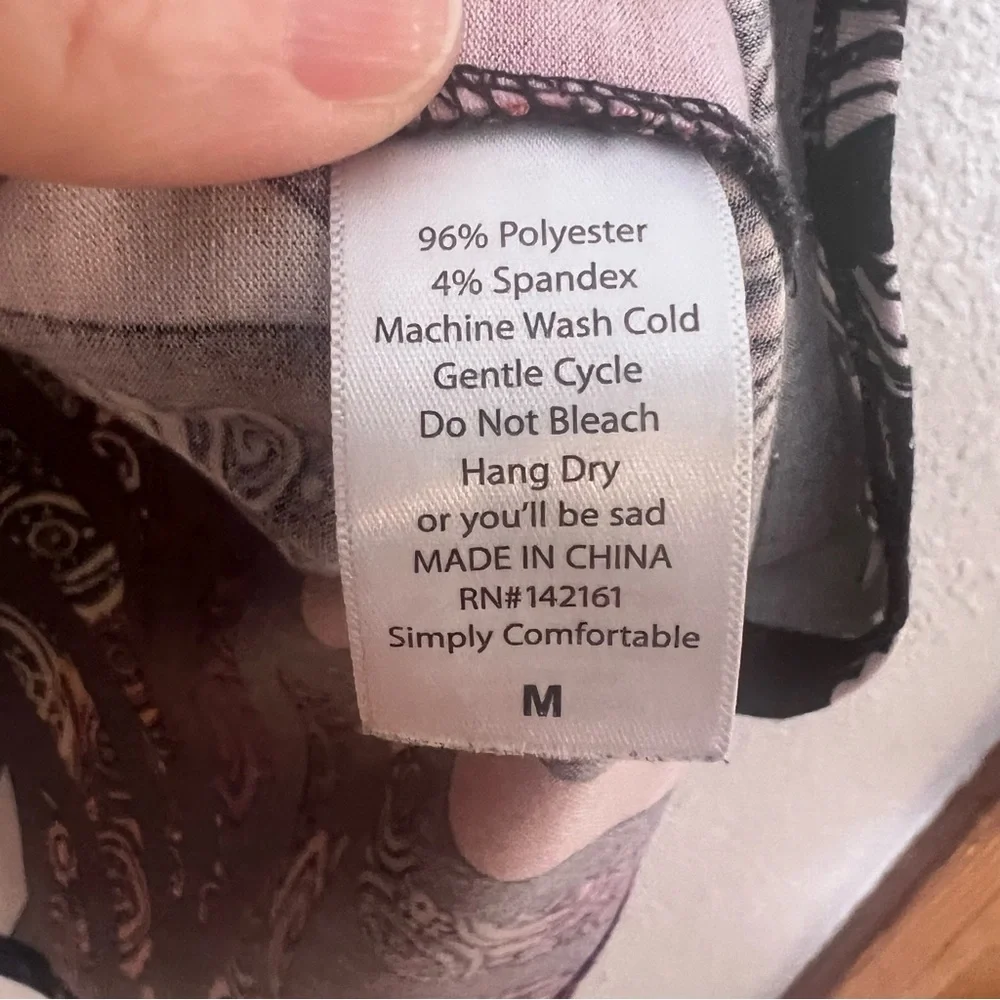 96% Polyester
4% Spandex
Machine Wash Cold
Gentle Cycle
Do Not Bleach
Hang Dry
or you'll be sad
MADE IN CHINA
RN#142161
Simply Comfortable
M